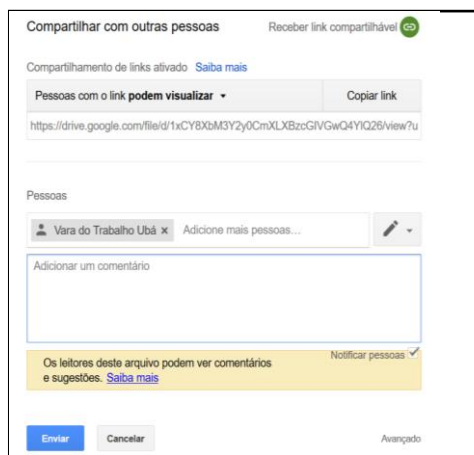 Compartilhar com outras pessoas
Receber link compartilhável
Compartilhamento de links ativado Saiba mais
Pessoas com o link podem visualizar
Copiar link
https://drive.google.com/file/d/1xCY8XbM3Y2y0CmXLXBzcGIVGwQ4YlQ26/view?u
Pessoas
Vara do Trabalho Ubá × Adicione mais pessoas...
Adicionar um comentário
Notificar pessoas
Os leitores deste arquivo podem ver comentários
e sugestões. Saiba mais
Enviar
Cancelar
Avançado